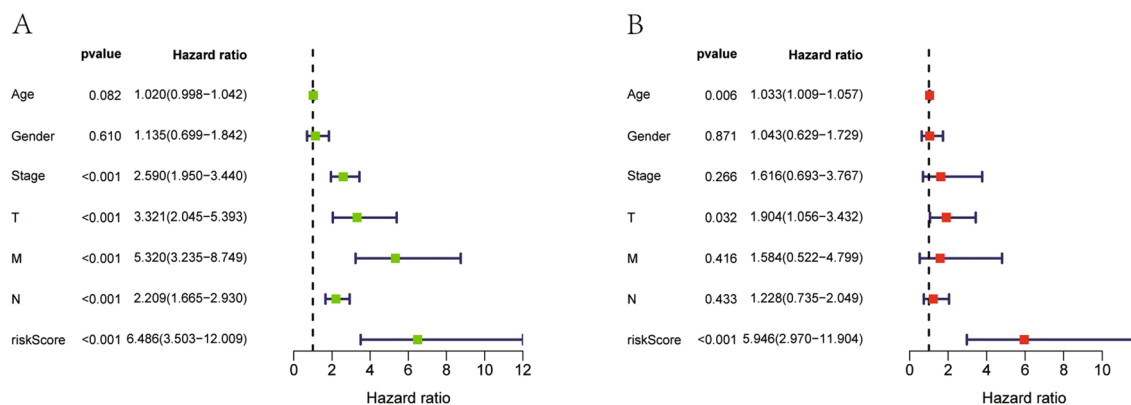 A
pvalue Hazard ratio
Age 0.082 1.020(0.998−1.042)
Gender 0.610 1.135(0.699−1.842)
Stage <0.001 2.590(1.950−3.440)
T <0.001 3.321(2.045−5.393)
M <0.001 5.320(3.235−8.749)
N <0.001 2.209(1.665−2.930)
riskScore <0.001 6.486(3.503−12.009)
0 2 4 6 8 10 12
Hazard ratio
B
pvalue Hazard ratio
Age 0.006 1.033(1.009−1.057)
Gender 0.871 1.043(0.629−1.729)
Stage 0.266 1.616(0.693−3.767)
T 0.032 1.904(1.056−3.432)
M 0.416 1.584(0.522−4.799)
N 0.433 1.228(0.735−2.049)
riskScore <0.001 5.946(2.970−11.904)
0 2 4 6 8 10
Hazard ratio